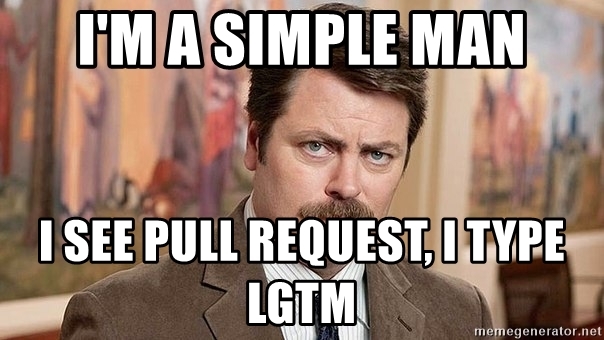 I'M A SIMPLE MAN
I SEE PULL REQUEST, I TYPE
LGTM
memegenerator.net